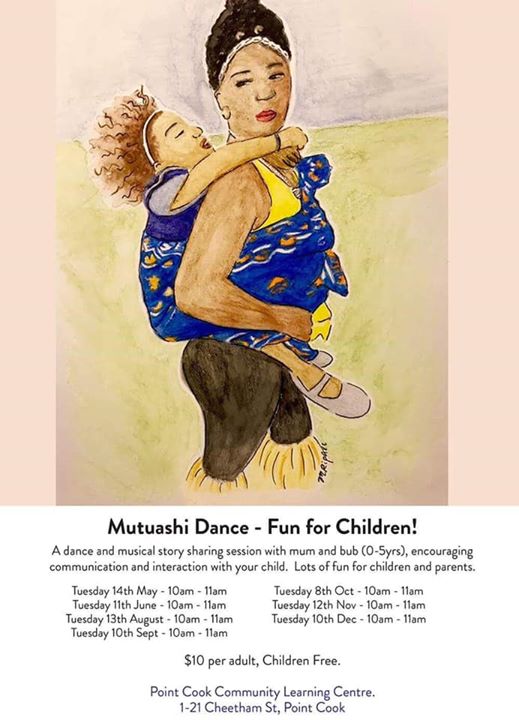 Mutuashi Dance - Fun for Children!
A dance and musical story sharing session with mum and bub (0-5yrs), encouraging
communication and interaction with your child.  Lots of fun for children and parents.
Tuesday 14th May - 10am - 11am
Tuesday 11th June - 10am - 11am
Tuesday 13th August - 10am - 11am
Tuesday 10th Sept - 10am - 11am
Tuesday 8th Oct - 10am - 11am
Tuesday 12th Nov - 10am - 11am
Tuesday 10th Dec - 10am - 11am
$10 per adult, Children Free.
Point Cook Community Learning Centre.
1-21 Cheetham St, Point Cook